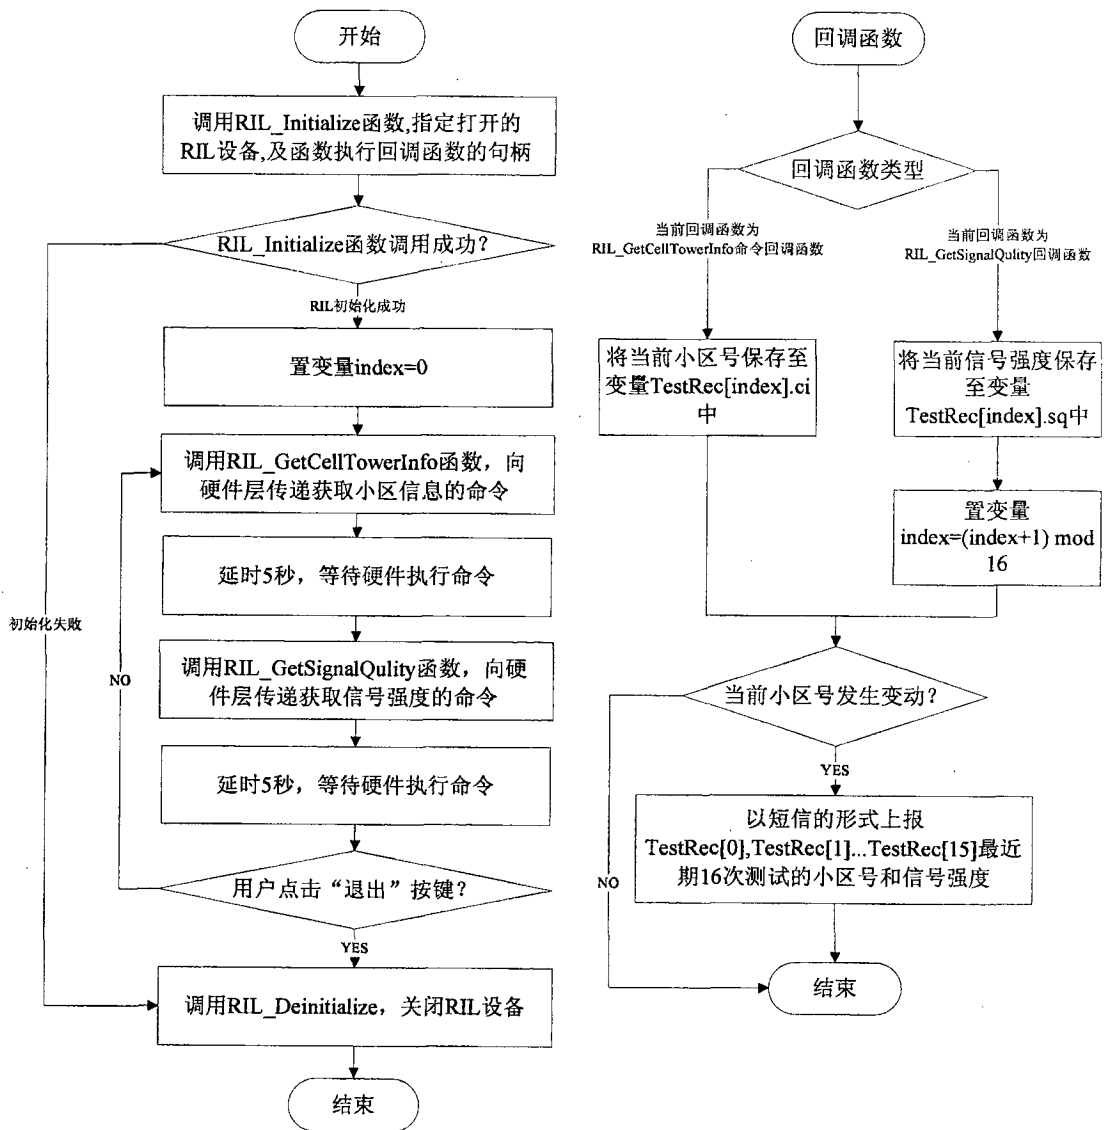 开始
调用RIL_Initialize函数,指定打开的
RIL设备,及函数执行回调函数的句柄
RIL_Initialize函数调用成功？
RIL初始化成功
置变量index=0
调用RIL_GetCellTowerInfo函数，向
硬件层传递获取小区信息的命令
延时5秒，等待硬件执行命令
初始化失败
调用RIL_GetSignalQulity函数，向硬
件层传递获取信号强度的命令
NO
延时5秒，等待硬件执行命令
用户点击“退出”按键？
YES
调用RIL_Deinitialize，关闭RIL设备
结束
回调函数
回调函数类型
当前回调函数为
RIL_GetCellTowerInfo命令回调函数
当前回调函数为
RIL_GetSignalQulity回调函数
将当前小区号保存至
变量TestRec[index].ci
中
将当前信号强度保存
至变量
TestRec[index].sq中
置变量
index=(index+1) mod
16
当前小区号发生变动？
YES
以短信的形式上报
TestRec[0],TestRec[1]...TestRec[15]最近
期16次测试的小区号和信号强度
NO
结束